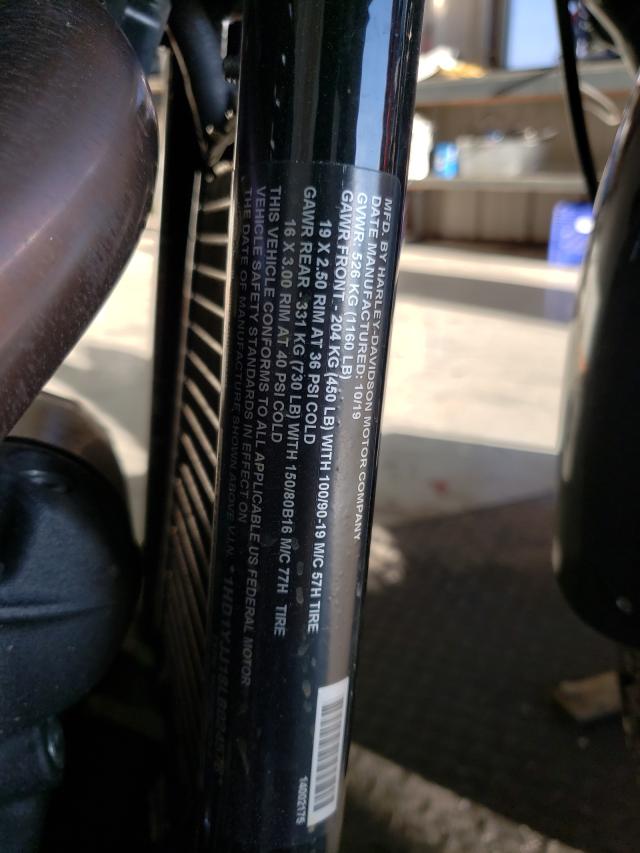 MFD. BY HARLEY-DAVIDSON MOTOR COMPANY
DATE MANUFACTURED: 10/19
GVWR: 526 KG (1160 LB)
GAWR FRONT - 204 KG (450 LB) WITH 100/90-19 M/C 57H TIRE
19 X 2.50 RIM AT 36 PSI COLD
GAWR REAR - 331 KG (730 LB) WITH 150/80B16 M/C 77H TIRE
16 X 3.00 RIM AT 40 PSI COLD
THIS VEHICLE CONFORMS TO ALL APPLICABLE US FEDERAL MOTOR
VEHICLE SAFETY STANDARDS IN EFFECT ON
THE DATE OF MANUFACTURE SHOWN ABOVE V.I.N.
14002175